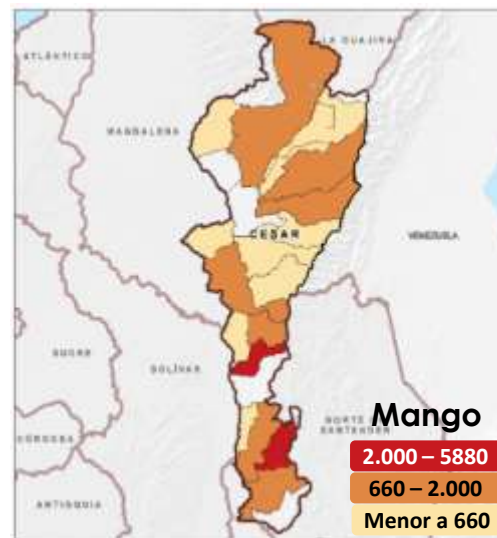 LA GUAJIRA
ATLÁNTICO
MAGDALENA
CESAR
VENEZUELA
SUCRE
BOLÍVAR
NORTE DE
SANTANDER
CÓRDOBA
ANTIOQUIA
Mango
2.000 – 5880
660 – 2.000
Menor a 660